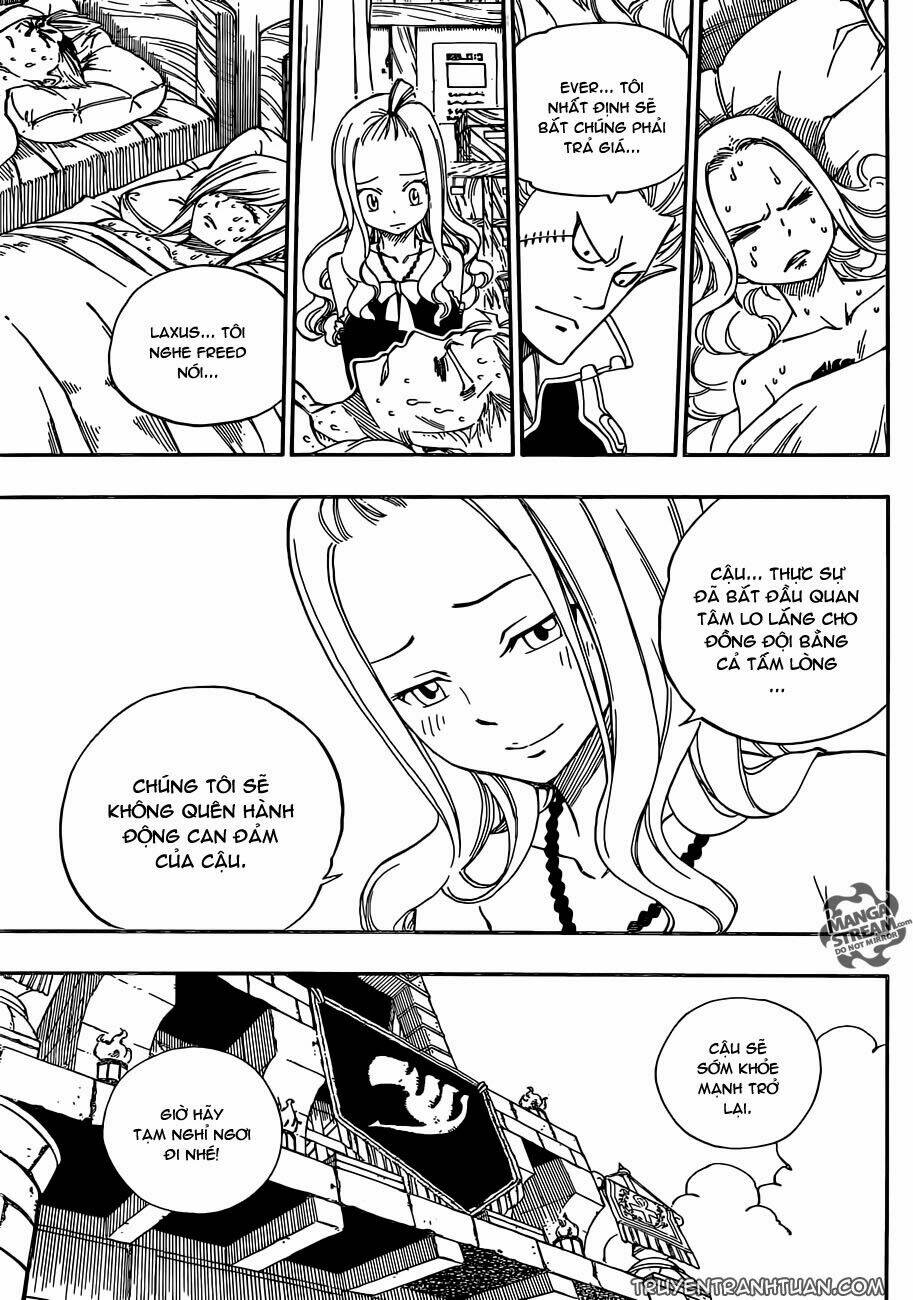 EVER... TÔI
NHẤT ĐỊNH SẼ
BẮT CHÚNG PHẢI
TRẢ GIÁ...
LAXUS... TÔI
NGHE FREED
NÓI...
CẬU... THỰC SỰ
ĐÃ BẮT ĐẦU QUAN
TÂM LO LẮNG CHO
ĐỒNG ĐỘI BẰNG
CẢ TẤM LÒNG
...
CHÚNG TÔI SẼ
KHÔNG QUÊN HÀNH
ĐỘNG CAN ĐẢM
CỦA CẬU.
MANGA
STREAM.com
DO NOT MIRROR
CẬU SẼ
SỚM KHỎE
MẠNH TRỞ
LẠI.
GIỜ HÃY
TẠM NGHỈ NGƠI
ĐI NHÉ!
TRUYENTRANHTUAN.COM